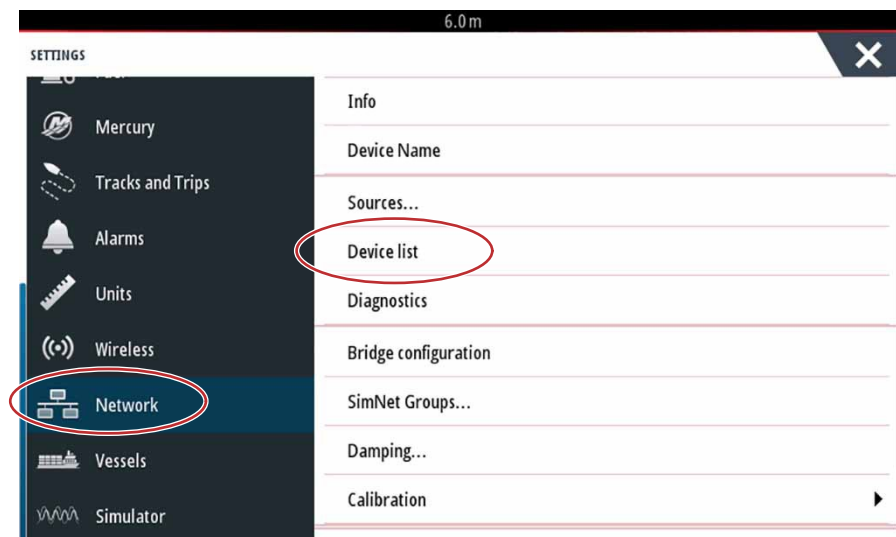 6.0 m
SETTINGS
Mercury
Tracks and Trips
Alarms
Units
Wireless
Network
Vessels
Simulator
Info
Device Name
Sources...
Device list
Diagnostics
Bridge configuration
SimNet Groups...
Damping...
Calibration